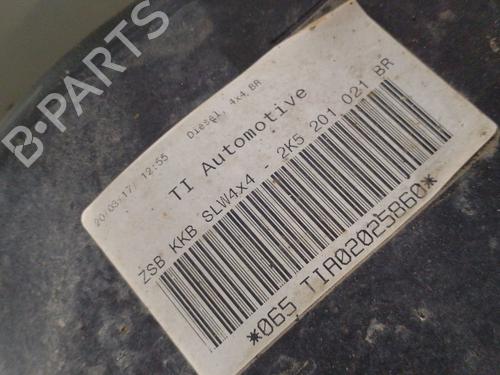 B-PARTS
20/03/17/ 12:55 Diesel, 4x4 BR
TI Automotive
ZSB KKB SLW4x4 - 2K5 201 021 BR
*065 TIA02025860*